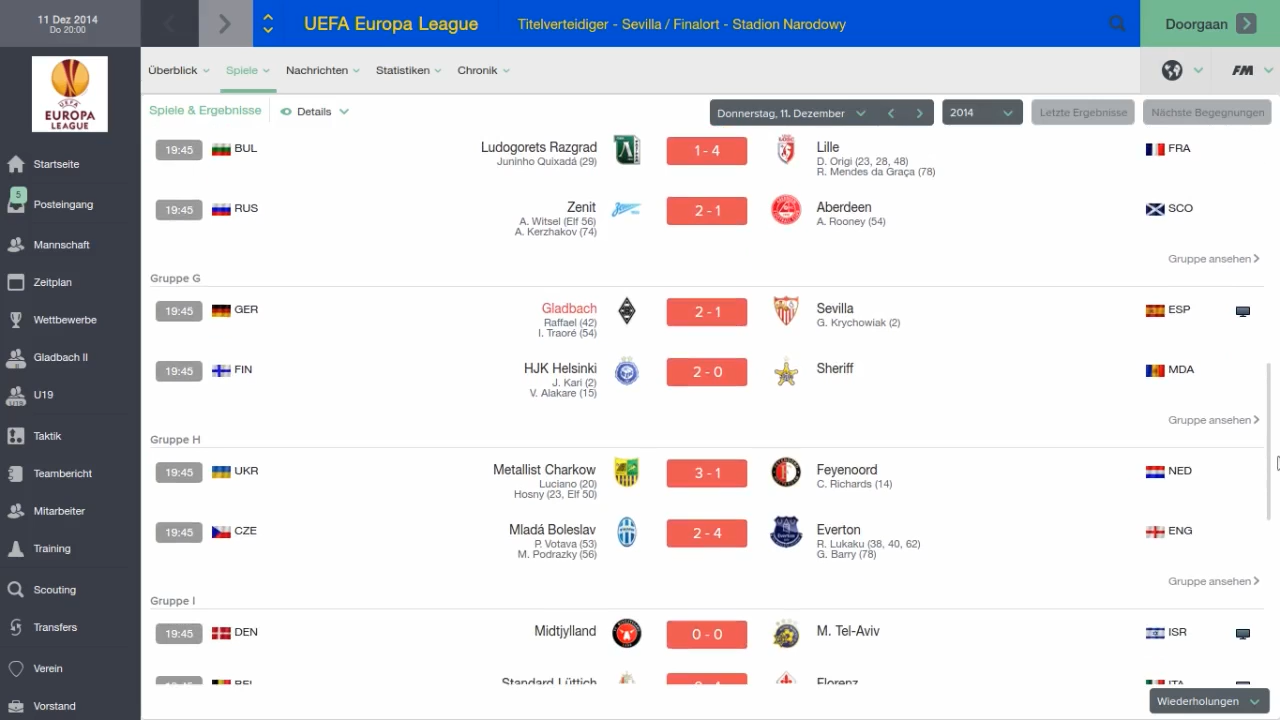 11 Dez 2014
Do 20:00
UEFA Europa League
Titelverteidiger - Sevilla / Finalort - Stadion Narodowy
Doorgaan
UEFA
EUROPA
LEAGUE
Überblick
Spiele
Nachrichten
Statistiken
Chronik
FM
Spiele & Ergebnisse
Details
Donnerstag, 11. Dezember
2014
Letzte Ergebnisse
Nächste Begegnungen
Startseite
5
Posteingang
Mannschaft
Zeitplan
Wettbewerbe
Gladbach II
U19
Taktik
Teambericht
Mitarbeiter
Training
Scouting
Transfers
Verein
Vorstand
19:45 BUL Ludogorets Razgrad 1 - 4 Lille FRA
Juninho Quixadá (29) D. Origi (23, 28, 48)
R. Mendes da Graça (78)
19:45 RUS Zenit 2 - 1 Aberdeen SCO
A. Witsel (Elf 56) A. Rooney (54)
A. Kerzhakov (74)
Gruppe ansehen
Gruppe G
19:45 GER Gladbach 2 - 1 Sevilla ESP
Raffael (42) G. Krychowiak (2)
I. Traoré (54)
19:45 FIN HJK Helsinki 2 - 0 Sheriff MDA
J. Kari (2)
V. Alakare (15)
Gruppe ansehen
Gruppe H
19:45 UKR Metallist Charkow 3 - 1 Feyenoord NED
Luciano (20) C. Richards (14)
Hosny (23, Elf 50)
19:45 CZE Mladá Boleslav 2 - 4 Everton ENG
P. Votava (53) R. Lukaku (38, 40, 62)
M. Podrazky (56) G. Barry (78)
Gruppe ansehen
Gruppe I
19:45 DEN Midtjylland 0 - 0 M. Tel-Aviv ISR
19:45 BEL Standard Lüttich Florenz ITA
Wiederholungen